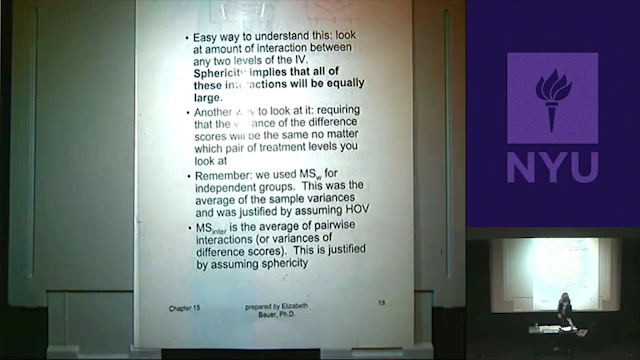 • Easy way to understand this: look
at amount of interaction between
any two levels of the IV.
Sphericity implies that all of
these interactions will be equally
large.
• Another way to look at it: requiring
that the variance of the difference
scores will be the same no matter
which pair of treatment levels you
look at
• Remember: we used MSw for
independent groups. This was the
average of the sample variances
and was justified by assuming HOV
• MSinter is the average of pairwise
interactions (or variances of
difference scores). This is justified
by assuming sphericity
Chapter 15
prepared by Elizabeth
Bauer, Ph.D.
NYU